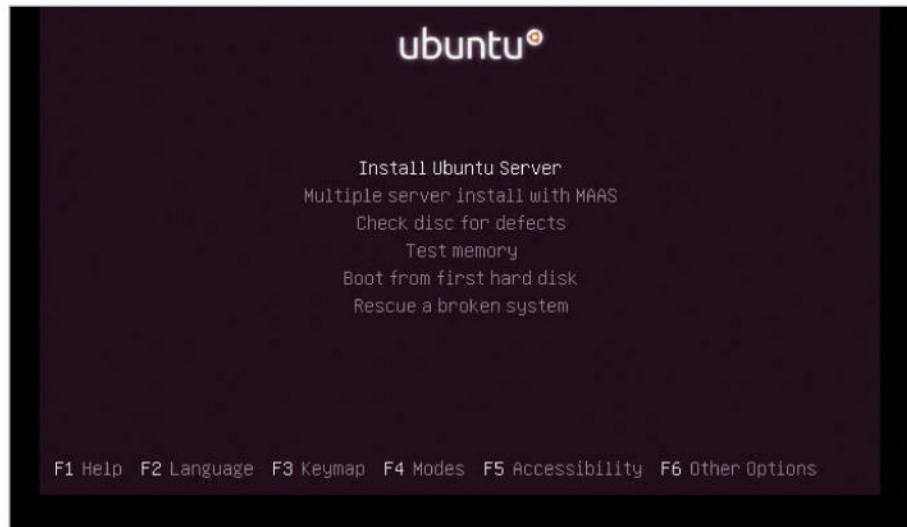 ubuntu
Install Ubuntu Server
Multiple server install with MAAS
Check disc for defects
Test memory
Boot from first hard disk
Rescue a broken system
F1 Help F2 Language F3 Keymap F4 Modes F5 Accessibility F6 Other Options